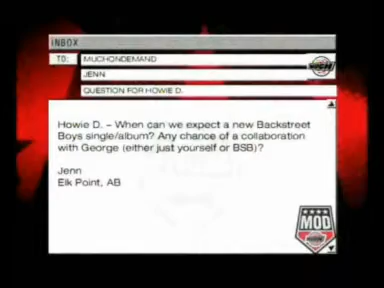 INBOX
TO: MUCHONDEMAND
JENN
QUESTION FOR HOWIE D.
Howie D. – When can we expect a new Backstreet
Boys single/album? Any chance of a collaboration
with George (either just yourself or BSB)?
Jenn
Elk Point, AB
MOD